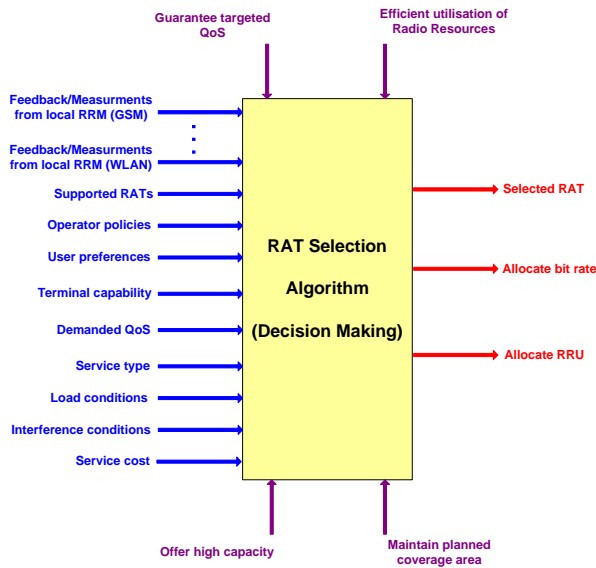 Guarantee targeted
QoS
Efficient utilisation of
Radio Resources
Feedback/Measurments
from local RRM (GSM)
Feedback/Measurments
from local RRM (WLAN)
Supported RATs
Operator policies
User preferences
Terminal capability
Demanded QoS
Service type
Load conditions
Interference conditions
Service cost
RAT Selection
Algorithm
(Decision Making)
Selected RAT
Allocate bit rate
Allocate RRU
Offer high capacity
Maintain planned
coverage area